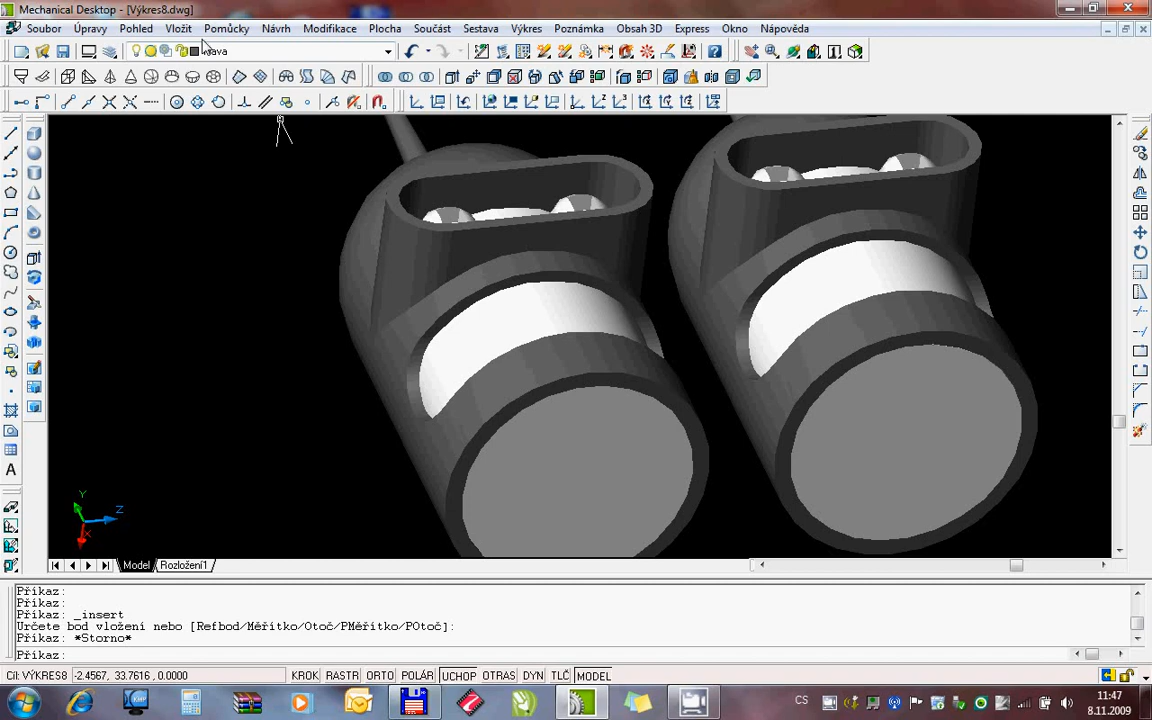 Mechanical Desktop - [Výkres8.dwg]
Soubor Úpravy Pohled Vložit Pomůcky Návrh Modifikace Plocha Součást Sestava Výkres Poznámka Obsah 3D Express Okno Nápověda
Y
Z
X
Model Rozložení1
Příkaz:
Příkaz:
Příkaz: _insert
Určete bod vložení nebo [Refbod/Měřítko/Otoč/PMěřítko/POtoč]:
Příkaz: *Storno*
Příkaz:
Cíl: VÝKRES8 -2.4567, 33.7616, 0.0000 KROK RASTR ORTO POLÁR UCHOP OTRAS DYN TLČ MODEL
CS
11:47
8.11.2009